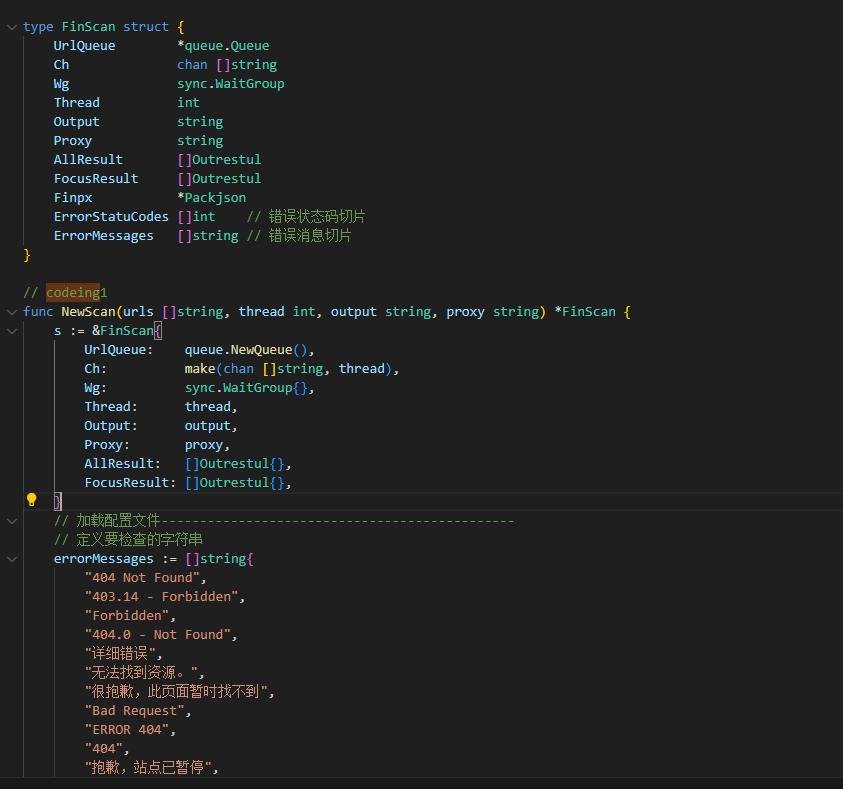 type FinScan struct {
    UrlQueue        *queue.Queue
    Ch              chan []string
    Wg              sync.WaitGroup
    Thread          int
    Output          string
    Proxy           string
    AllResult       []Outrestul
    FocusResult     []Outrestul
    Finpx           *Packjson
    ErrorStatuCodes []int    // 错误状态码切片
    ErrorMessages   []string // 错误消息切片
}
// codeing1
func NewScan(urls []string, thread int, output string, proxy string) *FinScan {
    s := &FinScan{
        UrlQueue:    queue.NewQueue(),
        Ch:          make(chan []string, thread),
        Wg:          sync.WaitGroup{},
        Thread:      thread,
        Output:      output,
        Proxy:       proxy,
        AllResult:   []Outrestul{},
        FocusResult: []Outrestul{},
    }
    // 加载配置文件----------------------------------------------
    // 定义要检查的字符串
    errorMessages := []string{
        "404 Not Found",
        "403.14 - Forbidden",
        "Forbidden",
        "404.0 - Not Found",
        "详细错误",
        "无法找到资源。",
        "很抱歉，此页面暂时找不到",
        "Bad Request",
        "ERROR 404",
        "404",
        "抱歉，站点已暂停",